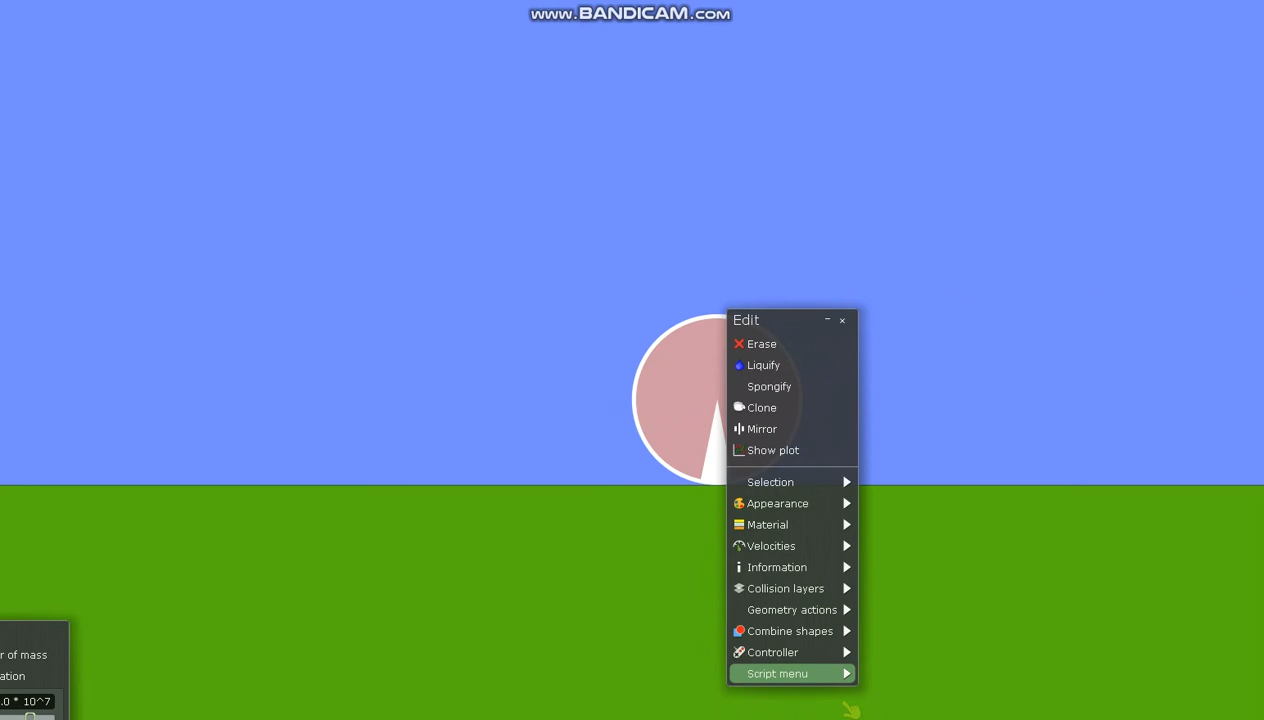 www.BANDICAM.com
Edit
Erase
Liquify
Spongify
Clone
Mirror
Show plot
Selection
Appearance
Material
Velocities
Information
Collision layers
Geometry actions
Combine shapes
Controller
Script menu
r of mass
ation
.0 * 10^7